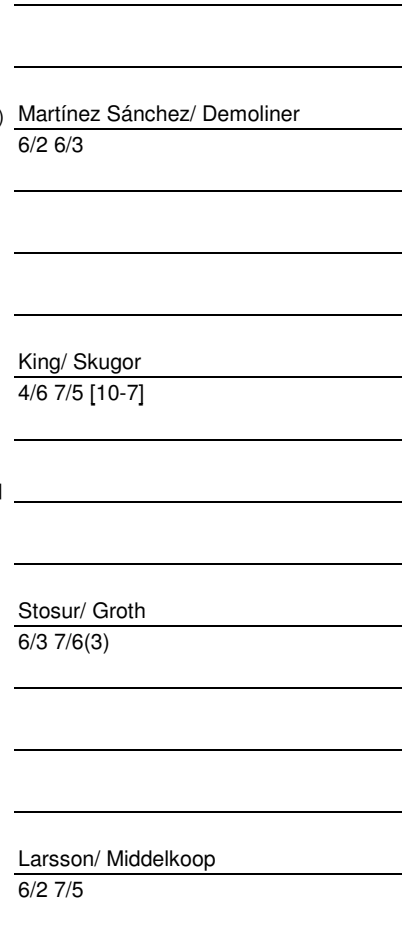 )
Martínez Sánchez/ Demoliner
6/2 6/3
King/ Skugor
4/6 7/5 [10-7]
Stosur/ Groth
6/3 7/6(3)
Larsson/ Middelkoop
6/2 7/5